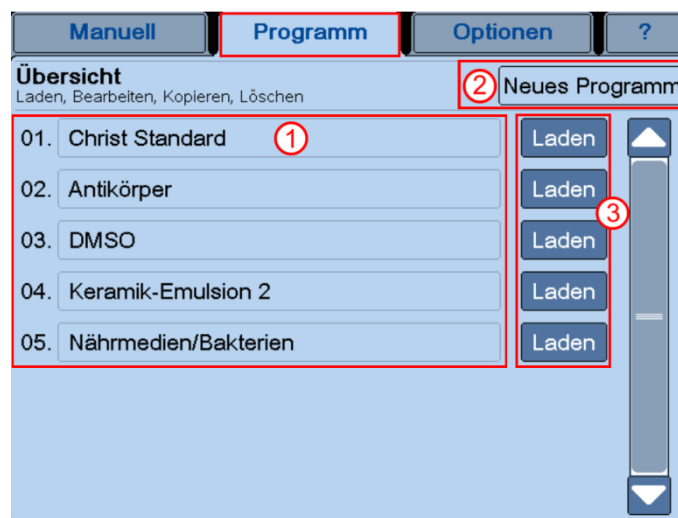 Manuell Programm Optionen ?
Übersicht
Laden, Bearbeiten, Kopieren, Löschen
2 Neues Programm
01. Christ Standard 1 Laden
02. Antikörper Laden
3
03. DMSO Laden
04. Keramik-Emulsion 2 Laden
05. Nährmedien/Bakterien Laden